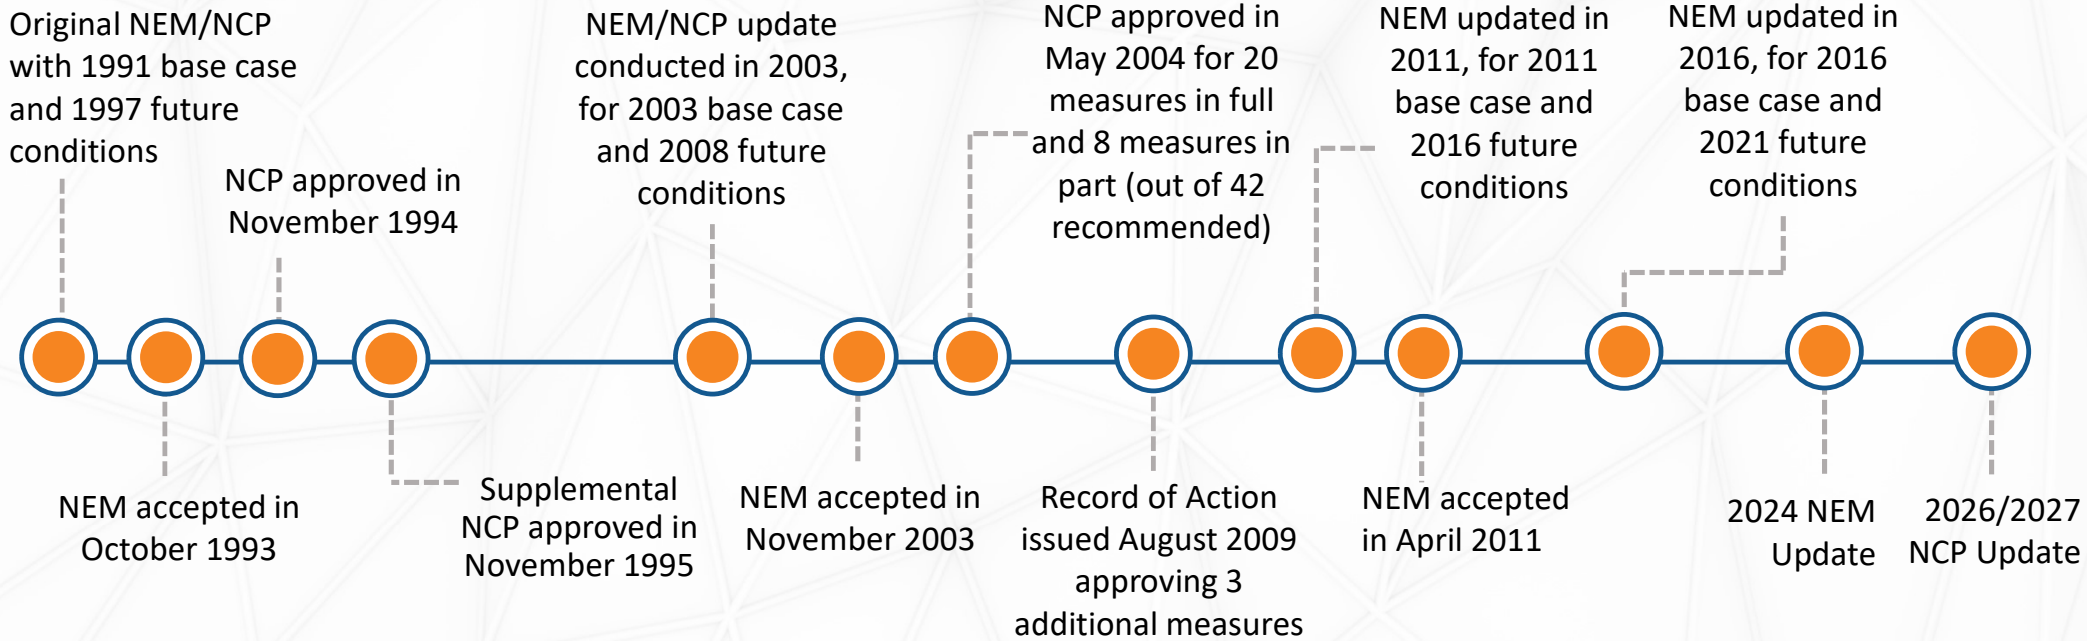 Original NEM/NCP
with 1991 base case
and 1997 future
conditions
NCP approved in
November 1994
NEM/NCP update
conducted in 2003,
for 2003 base case
and 2008 future
conditions
NCP approved in
May 2004 for 20
measures in full
and 8 measures in
part (out of 42
recommended)
NEM updated in
2011, for 2011
base case and
2016 future
conditions
NEM updated in
2016, for 2016
base case and
2021 future
conditions
NEM accepted in
October 1993
Supplemental
NCP approved in
November 1995
NEM accepted in
November 2003
Record of Action
issued August 2009
approving 3
additional measures
NEM accepted
in April 2011
2024 NEM
Update
2026/2027
NCP Update